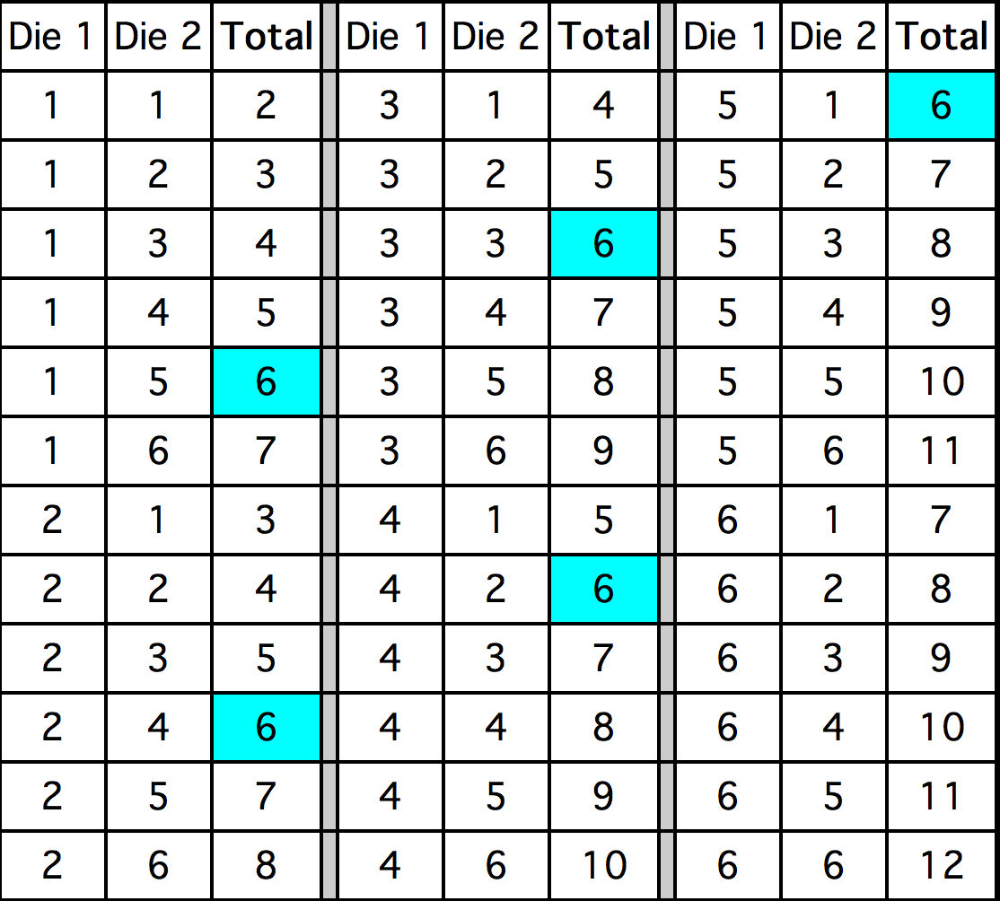 Die 1 Die 2 Total Die 1 Die 2 Total Die 1 Die 2 Total
1 1 2 3 1 4 5 1 6
1 2 3 3 2 5 5 2 7
1 3 4 3 3 6 5 3 8
1 4 5 3 4 7 5 4 9
1 5 6 3 5 8 5 5 10
1 6 7 3 6 9 5 6 11
2 1 3 4 1 5 6 1 7
2 2 4 4 2 6 6 2 8
2 3 5 4 3 7 6 3 9
2 4 6 4 4 8 6 4 10
2 5 7 4 5 9 6 5 11
2 6 8 4 6 10 6 6 12